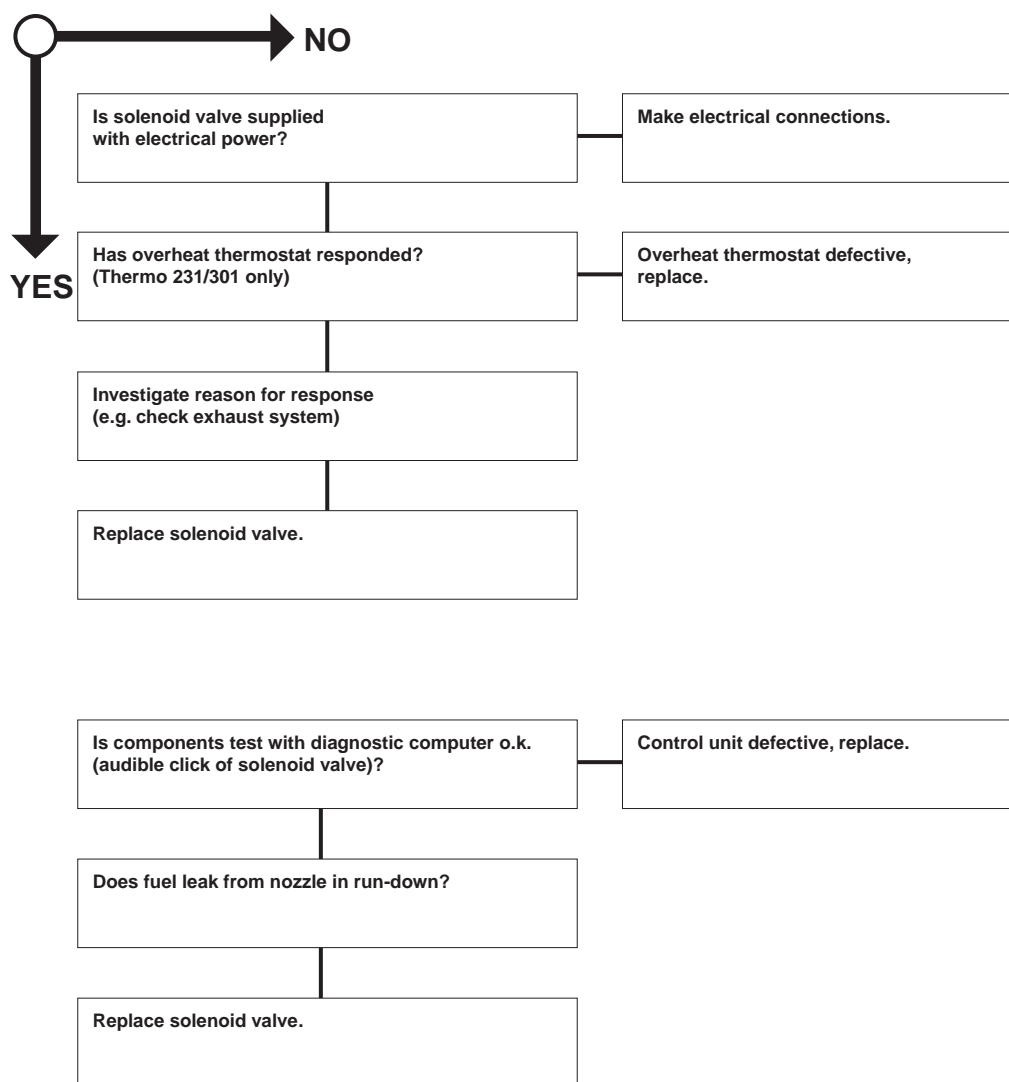 NO
YES
Is solenoid valve supplied
with electrical power?
Make electrical connections.
Has overheat thermostat responded?
(Thermo 231/301 only)
Overheat thermostat defective,
replace.
Investigate reason for response
(e.g. check exhaust system)
Replace solenoid valve.
Is components test with diagnostic computer o.k.
(audible click of solenoid valve)?
Control unit defective, replace.
Does fuel leak from nozzle in run-down?
Replace solenoid valve.